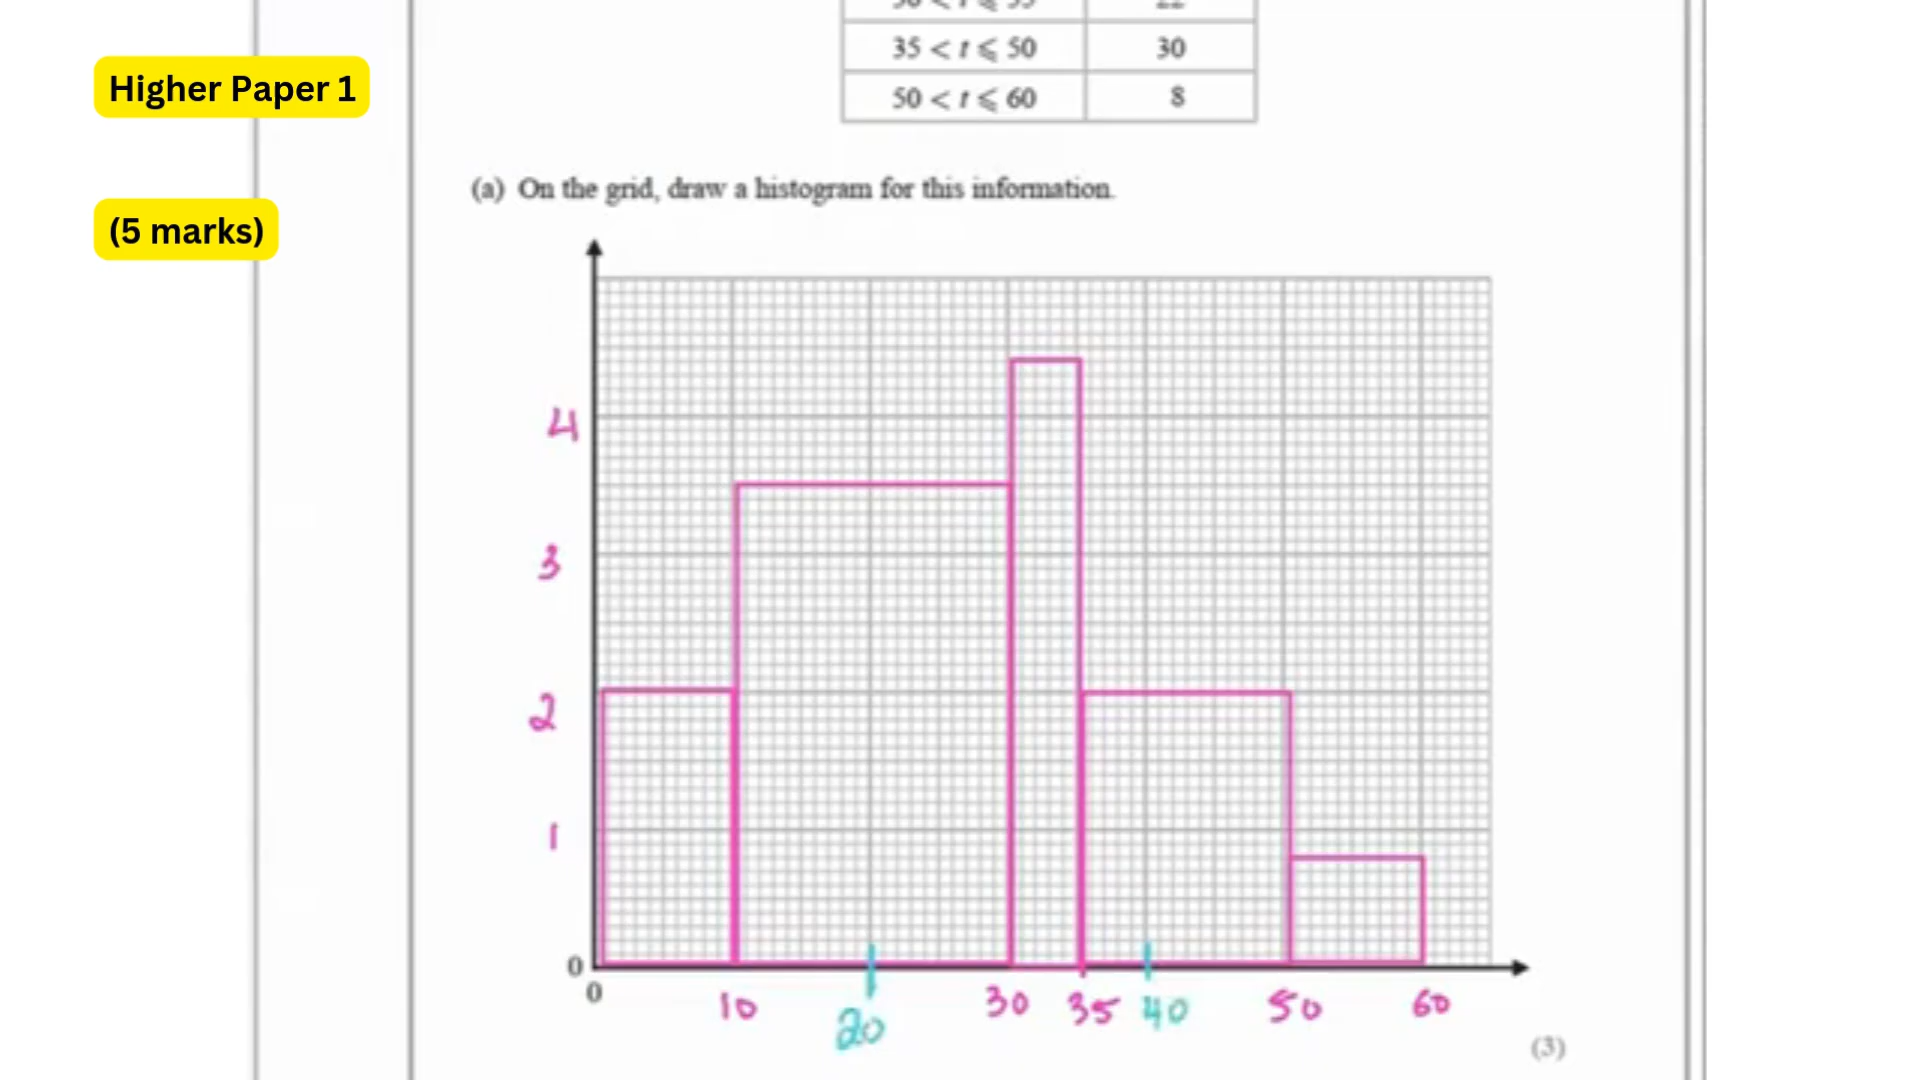 Higher Paper 1
(5 marks)
35 < t ⩽ 50 30
50 < t ⩽ 60 8
(a) On the grid, draw a histogram for this information.
4
3
2
1
0
0 10 20 30 35 40 50 60
(3)